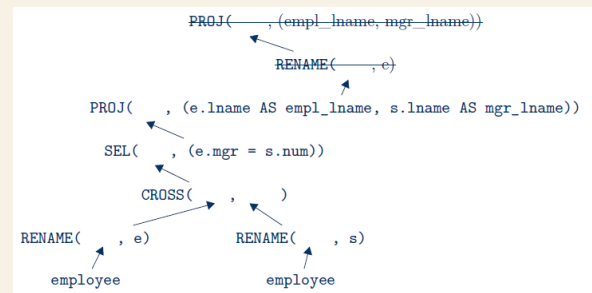 PROJ( , (empl_lname, mgr_lname))
RENAME( , e)
PROJ( , (e.lname AS empl_lname, s.lname AS mgr_lname))
SEL( , (e.mgr = s.num))
CROSS( , )
RENAME( , e) RENAME( , s)
employee employee